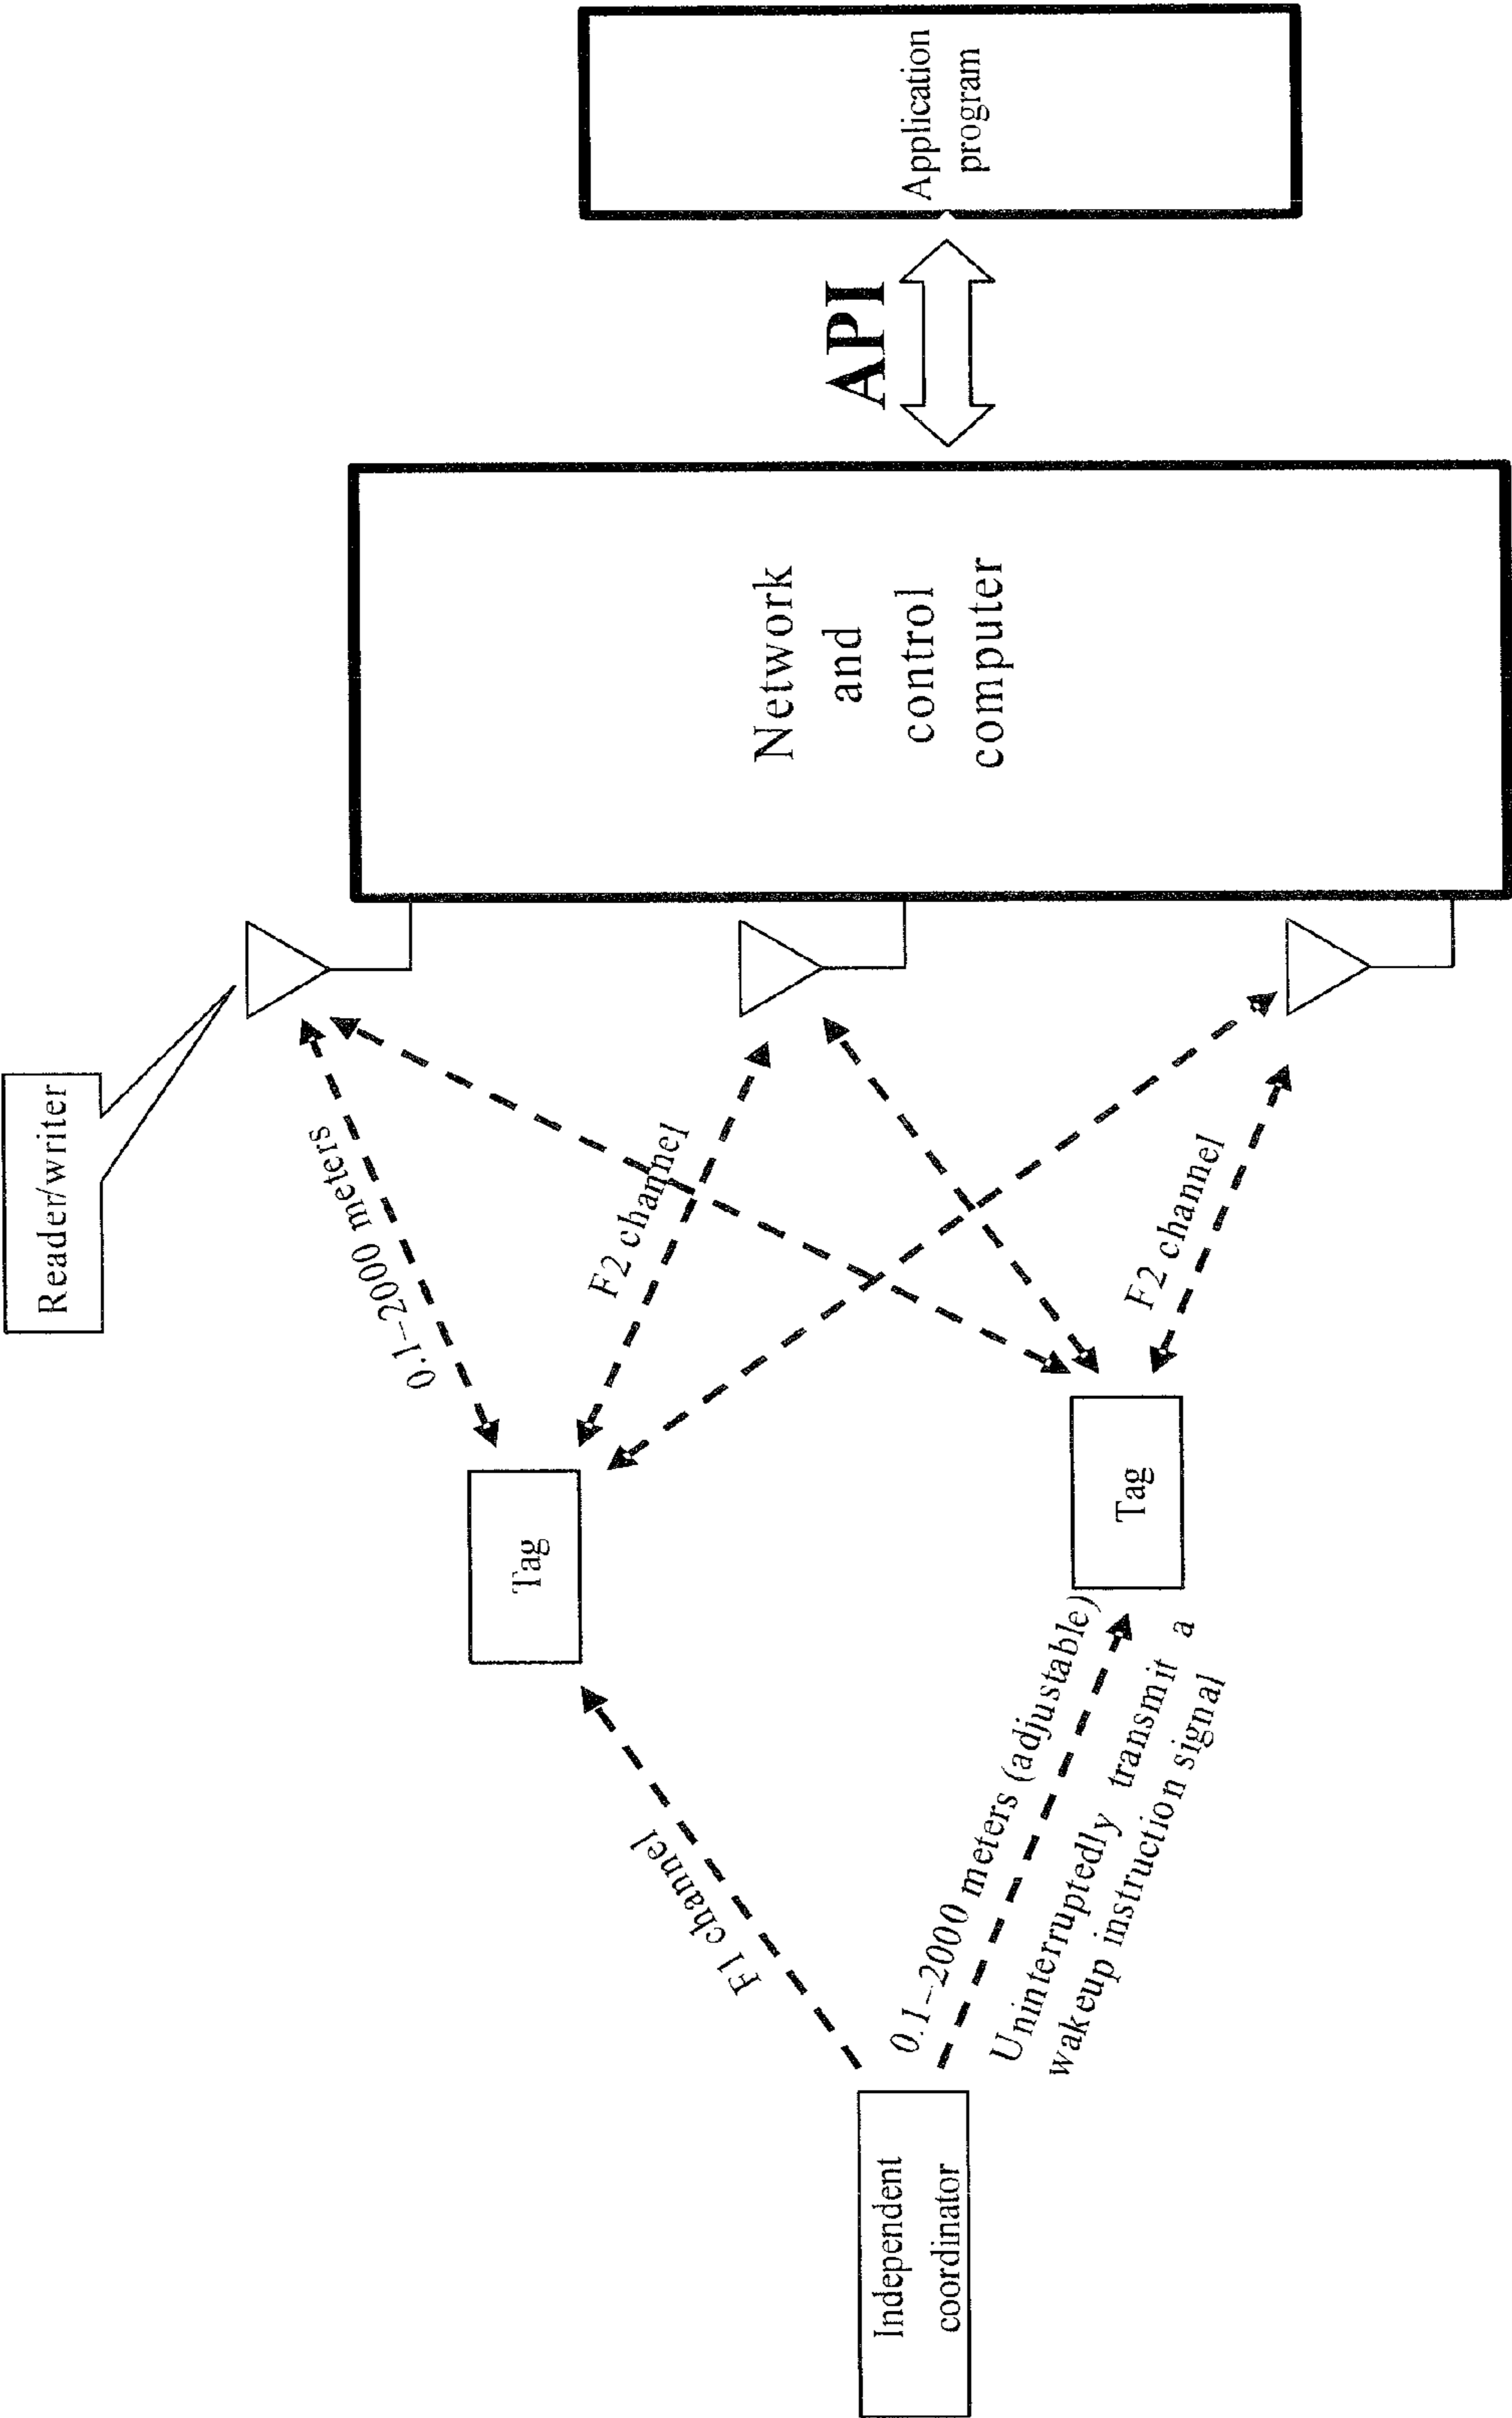 Reader/writer
0.1–2000 meters
F2 channel
F2 channel
Tag
Tag
F1 channel
0.1–2000 meters (adjustable)
Uninterruptedly transmit a
wakeup instruction signal
Independent
coordinator
Network
and
control
computer
API
Application
program